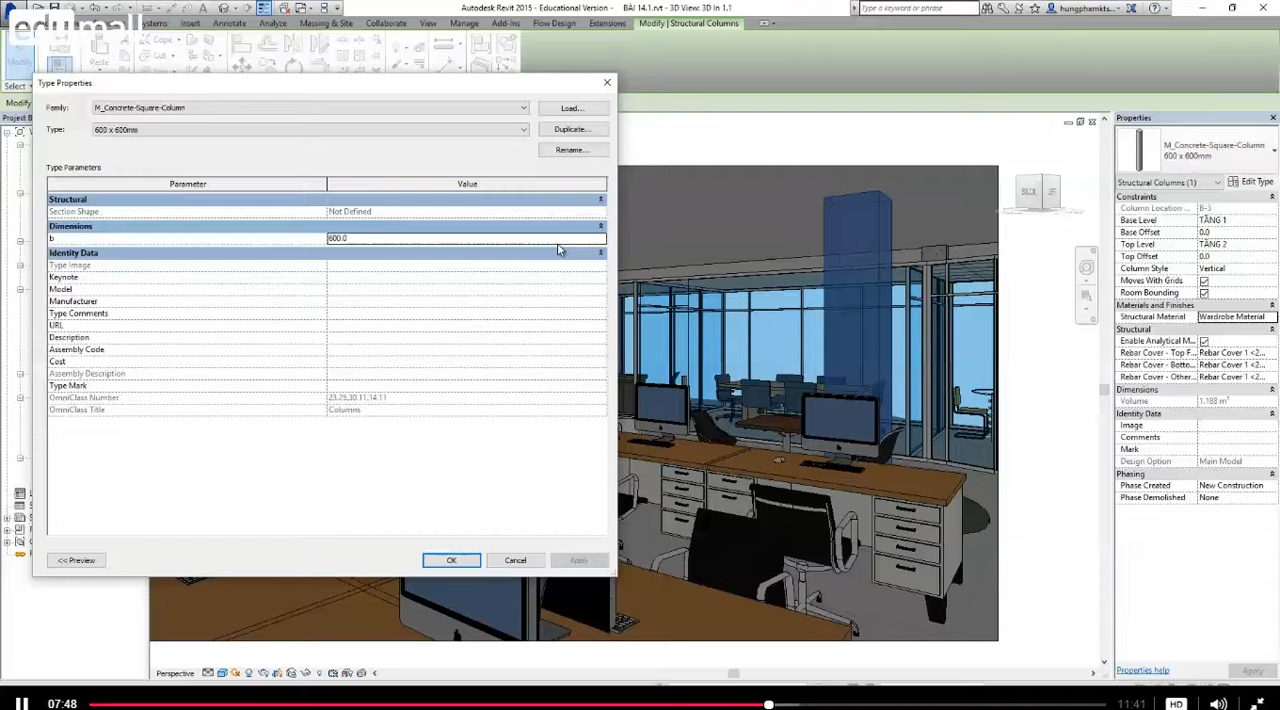 Autodesk Revit 2015 - Educational Version - BÀI 14.1.rvt - 3D View: 3D In 1.1
Type a keyword or phrase
hungphamkts...
edumall
Systems Insert Annotate Analyze Massing & Site Collaborate View Manage Add-Ins Flow Design Extensions Modify | Structural Columns
Modify
Paste
Cope
Cut
Select
Modify
Project B
Type Properties
Family:
M_Concrete-Square-Column
Load...
Type:
600 x 600mm
Duplicate...
Rename...
Type Parameters
Parameter
Value
Structural
Section Shape
Not Defined
Dimensions
b
600.0
Identity Data
Type Image
Keynote
Model
Manufacturer
Type Comments
URL
Description
Assembly Code
Cost
Assembly Description
Type Mark
OmniClass Number
23.25.30.11.14.11
OmniClass Title
Columns
<< Preview
OK
Cancel
Apply
BACK
Properties
M_Concrete-Square-Column
600 x 600mm
Structural Columns (1)
Edit Type
Constraints
Column Location ...
B-3
Base Level
TẦNG 1
Base Offset
0.0
Top Level
TẦNG 2
Top Offset
0.0
Column Style
Vertical
Moves With Grids
Room Bounding
Materials and Finishes
Structural Material
Wardrobe Material
Structural
Enable Analytical M...
Rebar Cover - Top F...
Rebar Cover 1 <2...
Rebar Cover - Botto...
Rebar Cover 1 <2...
Rebar Cover - Other...
Rebar Cover 1 <2...
Dimensions
Volume
1.188 m³
Identity Data
Image
Comments
Mark
Design Option
Main Model
Phasing
Phase Created
New Construction
Phase Demolished
None
Properties help
Apply
Perspective
07:48
11:41
HD